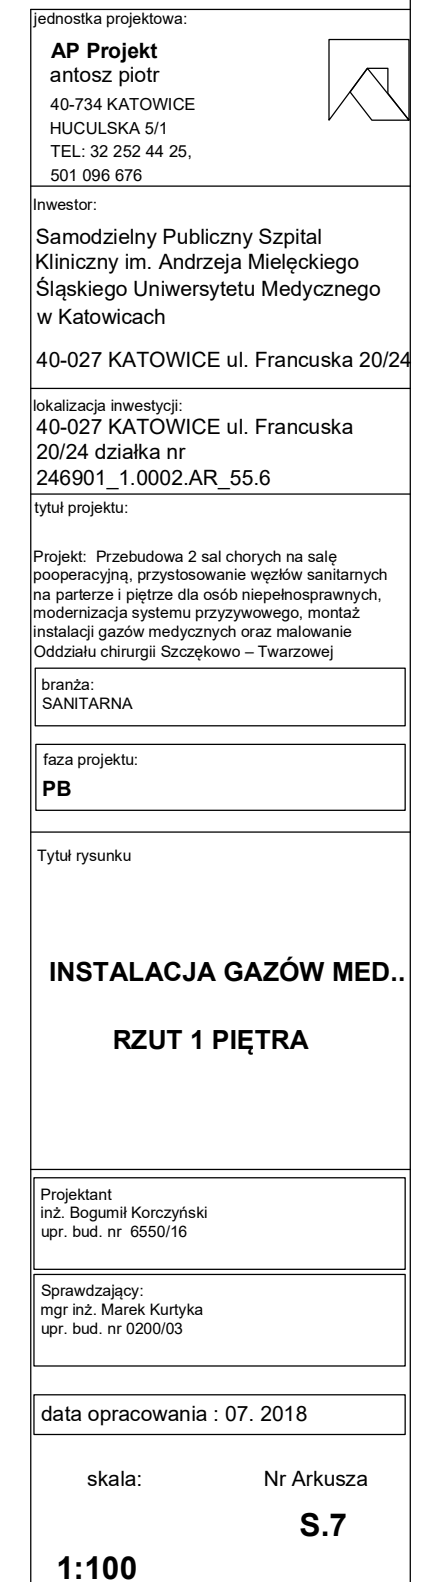 jednostka projektowa:
AP Projekt
antosz piotr
40-734 KATOWICE
HUCULSKA 5/1
TEL: 32 252 44 25,
501 096 676
Inwestor:
Samodzielny Publiczny Szpital
Kliniczny im. Andrzeja Mielęckiego
Śląskiego Uniwersytetu Medycznego
w Katowicach
40-027 KATOWICE ul. Francuska 20/24
lokalizacja inwestycji:
40-027 KATOWICE ul. Francuska
20/24 działka nr
246901_1.0002.AR_55.6
tytuł projektu:
Projekt: Przebudowa 2 sal chorych na salę
pooperacyjną, przystosowanie węzłów sanitarnych
na parterze i piętrze dla osób niepełnosprawnych,
modernizacja systemu przyzywowego, montaż
instalacji gazów medycznych oraz malowanie
Oddziału chirurgii Szczękowo – Twarzowej
branża:
SANITARNA
faza projektu:
PB
Tytuł rysunku
INSTALACJA GAZÓW MED..
RZUT 1 PIĘTRA
Projektant
inż. Bogumił Korczyński
upr. bud. nr 6550/16
Sprawdzający:
mgr inż. Marek Kurtyka
upr. bud. nr 0200/03
data opracowania : 07. 2018
skala: Nr Arkusza
S.7
1:100